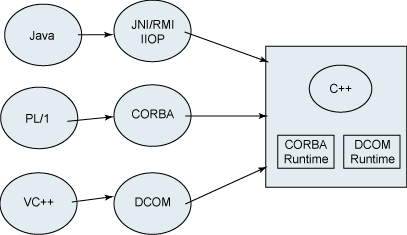 Java
JNI/RMI
IIOP
PL/1
CORBA
VC++
DCOM
C++
CORBA
Runtime
DCOM
Runtime